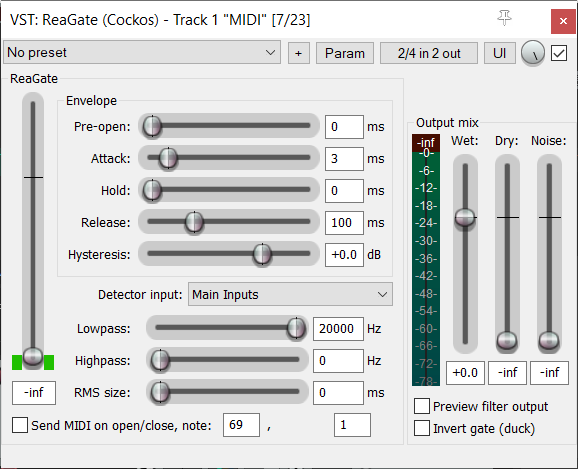 VST: ReaGate (Cockos) - Track 1 "MIDI" [7/23]
No preset
+
Param
2/4 in 2 out
UI
ReaGate
-inf
Envelope
Pre-open: 0 ms
Attack: 3 ms
Hold: 0 ms
Release: 100 ms
Hysteresis: +0.0 dB
Detector input: Main Inputs
Lowpass: 20000 Hz
Highpass: 0 Hz
RMS size: 0 ms
Send MIDI on open/close, note: 69 , 1
Output mix
-inf Wet: Dry: Noise:
-0-
-6-
-12-
-18-
-24-
-30-
-36-
-42-
-48-
-54-
-60-
-66-
-72-
-78-
+0.0 -inf -inf
Preview filter output
Invert gate (duck)